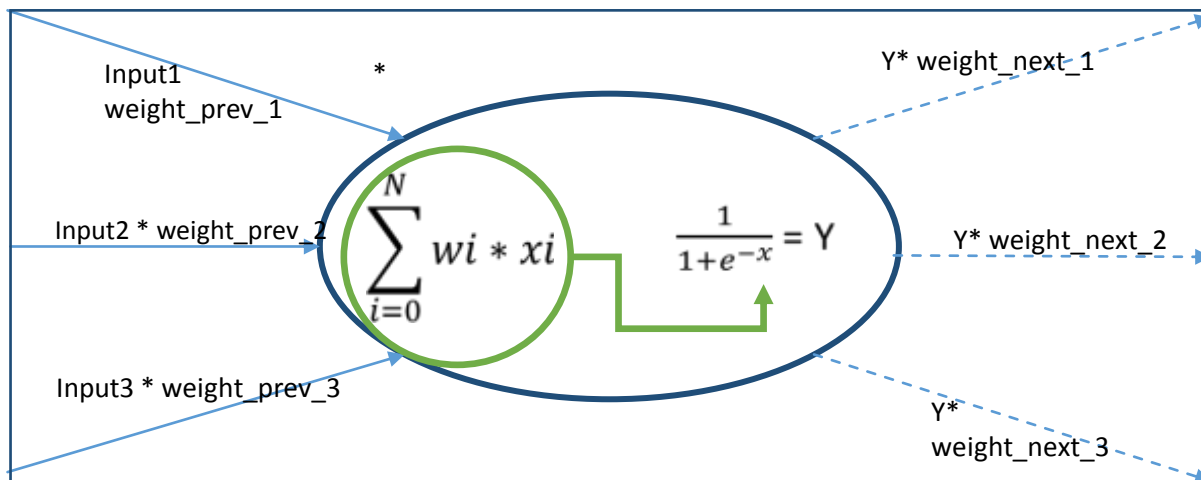 Input1 *
weight_prev_1
Y* weight_next_1
Input2 * weight_prev_2
N
∑ wi * xi
i=0
1
1+e^{-x} = Y
Y* weight_next_2
Input3 * weight_prev_3
Y*
weight_next_3